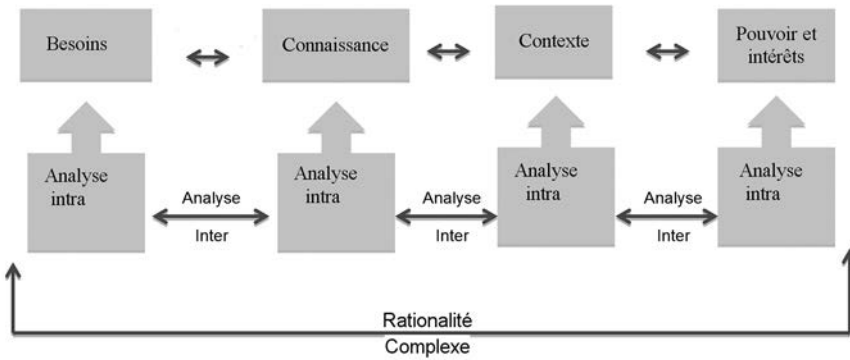 Besoins
Connaissance
Contexte
Pouvoir et
intérêts
Analyse
intra
Analyse
intra
Analyse
intra
Analyse
intra
Analyse
Inter
Analyse
Inter
Analyse
Inter
Rationalité
Complexe